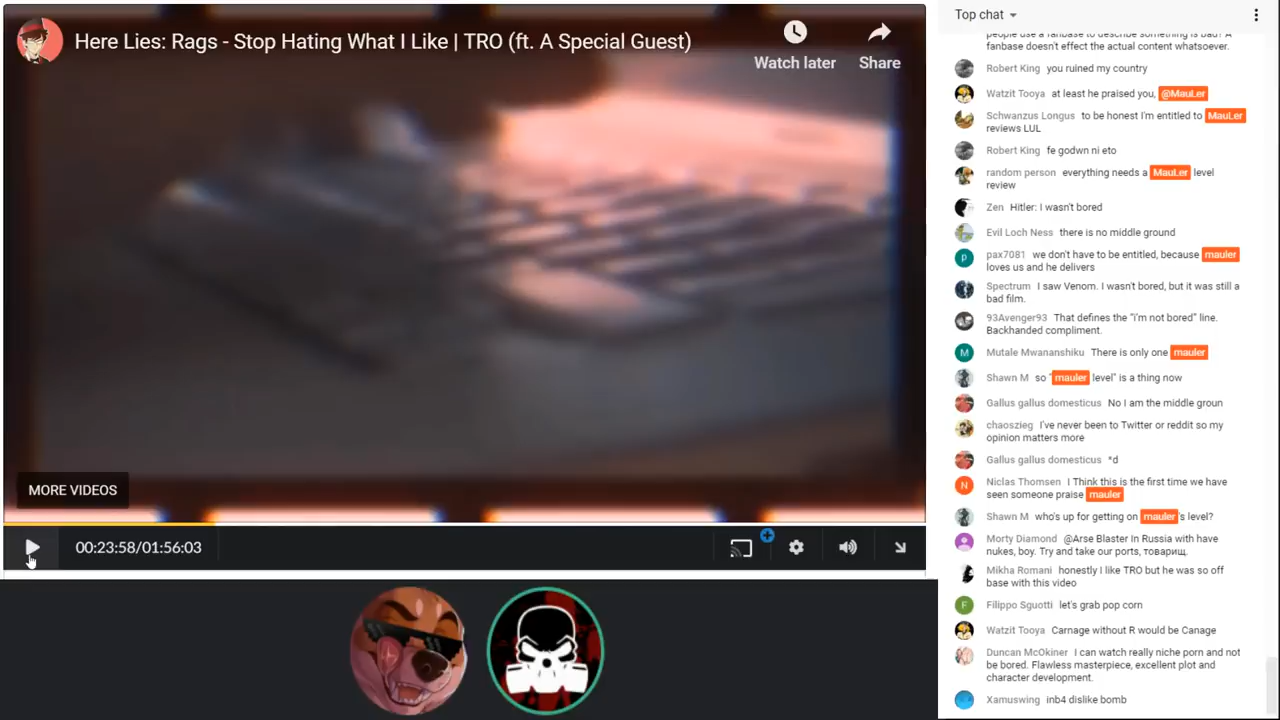 Here Lies: Rags - Stop Hating What I Like | TRO (ft. A Special Guest)
Watch later
Share
MORE VIDEOS
00:23:58/01:56:03
Top chat
people use a fanbase to describe something is bad? A
fanbase doesn't effect the actual content whatsoever.
Robert King you ruined my country
Watzit Tooya at least he praised you, @MauLer
Schwanzus Longus to be honest I'm entitled to MauLer
reviews LUL
Robert King fe godwn ni eto
random person everything needs a MauLer level
review
Zen Hitler: I wasn't bored
Evil Loch Ness there is no middle ground
P pax7081 we don't have to be entitled, because mauler
loves us and he delivers
Spectrum I saw Venom. I wasn't bored, but it was still a
bad film.
93Avenger93 That defines the "i'm not bored" line.
Backhanded compliment.
M Mutale Mwananshiku There is only one mauler
Shawn M so "mauler level" is a thing now
Gallus gallus domesticus No I am the middle groun
chaoszieg I've never been to Twitter or reddit so my
opinion matters more
Gallus gallus domesticus *d
N Niclas Thomsen I Think this is the first time we have
seen someone praise mauler
Shawn M who's up for getting on mauler's level?
Morty Diamond @Arse Blaster In Russia with have
nukes, boy. Try and take our ports, товарищ.
Mikha Romani honestly I like TRO but he was so off
base with this video
F Filippo Sguotti let's grab pop corn
Watzit Tooya Carnage without R would be Canage
Duncan McOkiner I can watch really niche porn and not
be bored. Flawless masterpiece, excellent plot and
character development.
Xamuswing inb4 dislike bomb